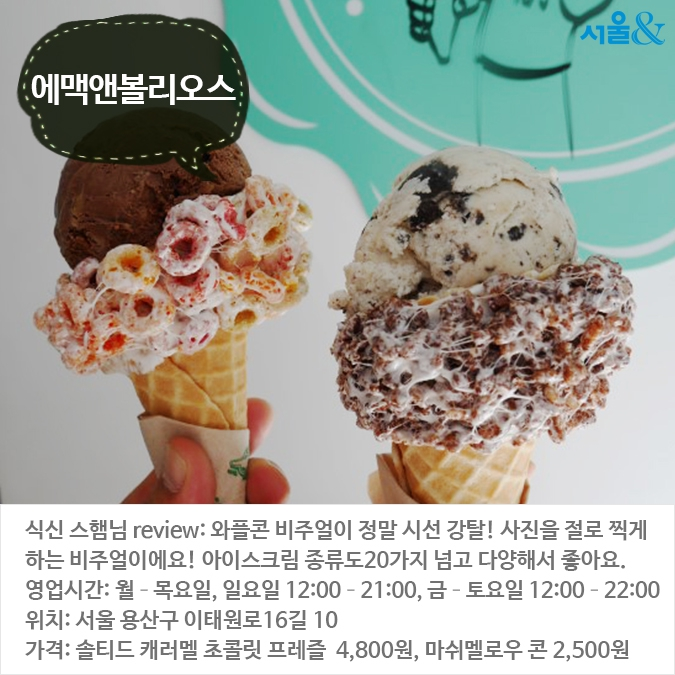 서울&
에맥앤볼리오스
식신 스햄님 review: 와플콘 비주얼이 정말 시선 강탈! 사진을 절로 찍게
하는 비주얼이에요! 아이스크림 종류도20가지 넘고 다양해서 좋아요.
영업시간: 월 - 목요일, 일요일 12:00 - 21:00, 금 - 토요일 12:00 - 22:00
위치: 서울 용산구 이태원로16길 10
가격: 솔티드 캐러멜 초콜릿 프레즐 4,800원, 마쉬멜로우 콘 2,500원